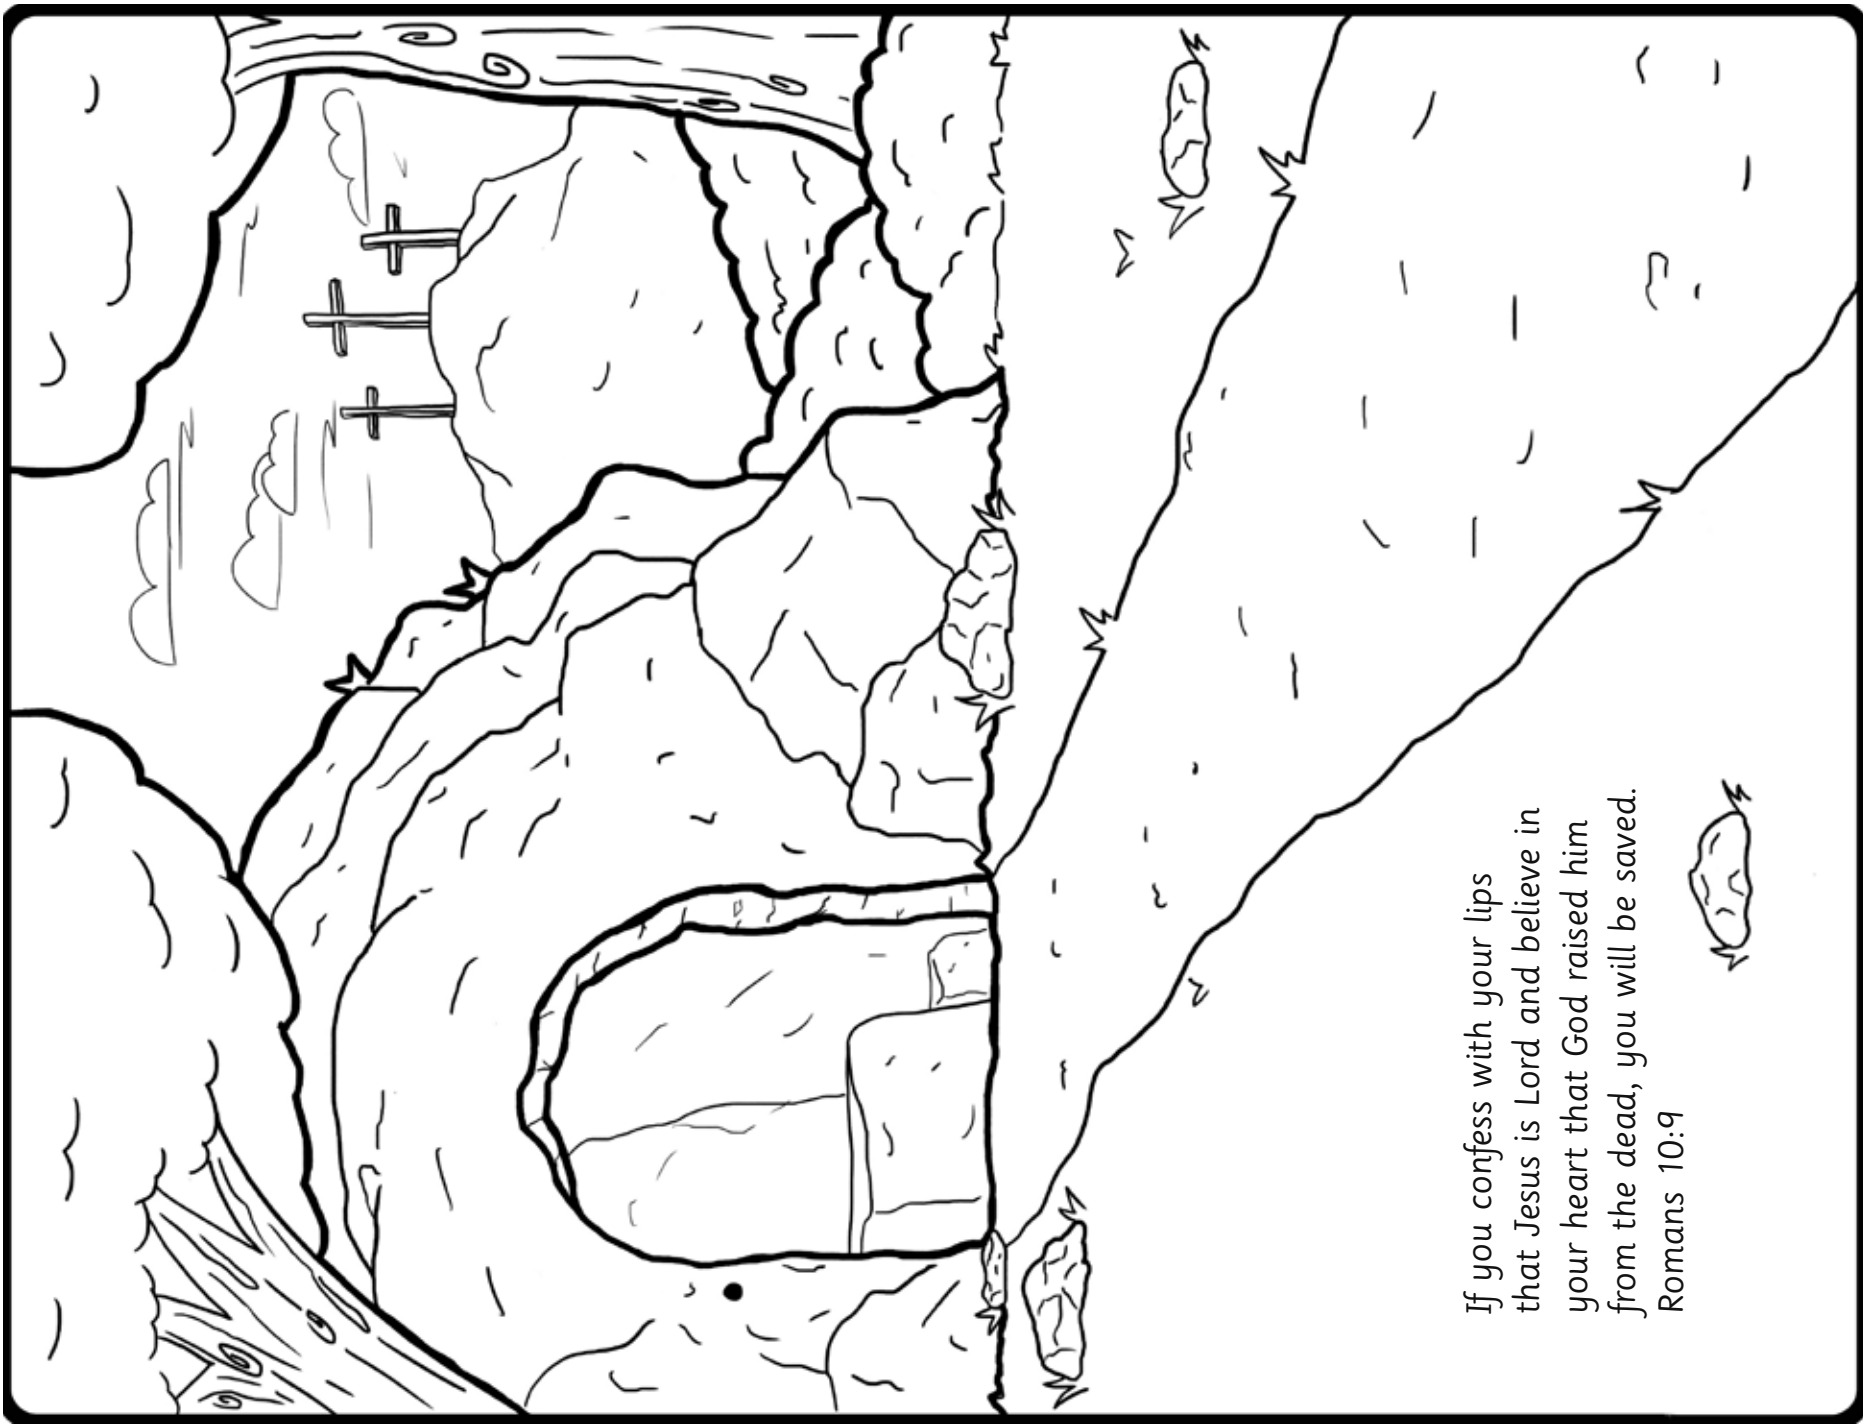 If you confess with your lips
that Jesus is Lord and believe in
your heart that God raised him
from the dead, you will be saved.
Romans 10:9